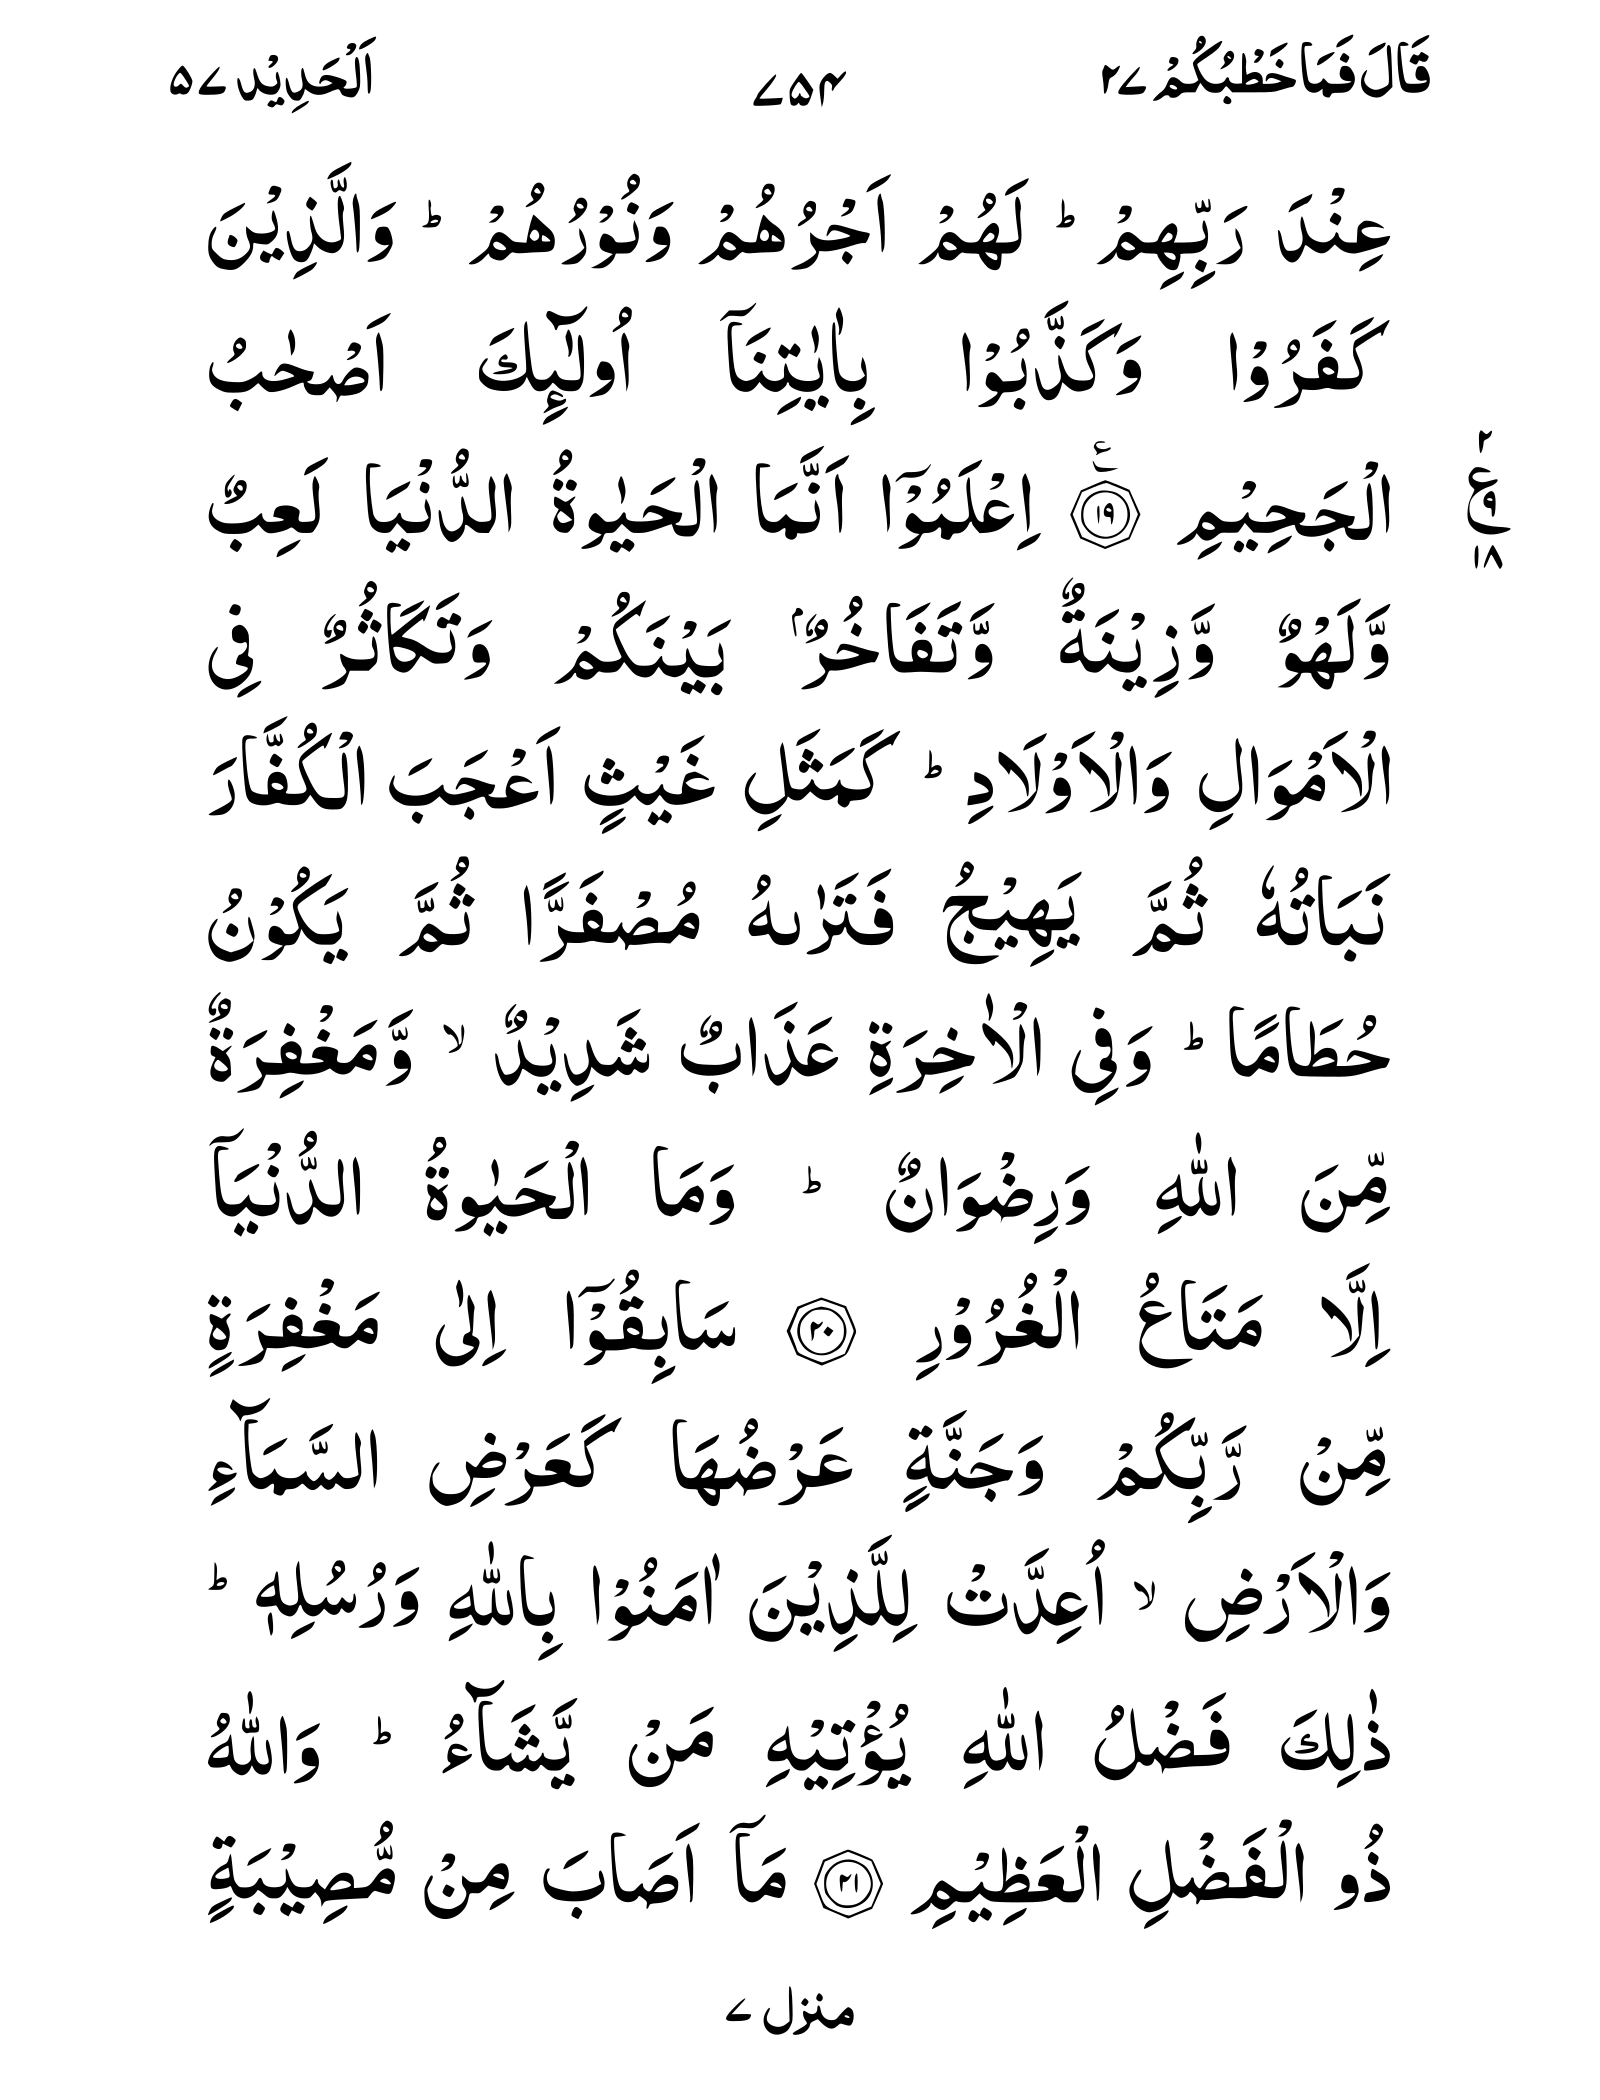 قَالَ فَمَا خَطْبُكُمْ ٢٧
٧٥٤
اَلْحَدِيْد ٥٧
عِنْدَ رَبِّهِمْ ؕ لَهُمْ اَجْرُهُمْ وَنُوْرُهُمْ ؕ وَالَّذِيْنَ
كَفَرُوْا وَكَذَّبُوْا بِاٰيٰتِنَاۤ اُولٰٓئِكَ اَصْحٰبُ
الْجَحِيْمِ ۧ ﴿١٩﴾ اِعْلَمُوْۤا اَنَّمَا الْحَيٰوةُ الدُّنْيَا لَعِبٌ
٢
ع
٩
١٨
وَّلَهْوٌ وَّزِيْنَةٌ وَّتَفَاخُرٌۢ بَيْنَكُمْ وَتَكَاثُرٌ فِى
الْاَمْوَالِ وَالْاَوْلَادِ ؕ كَمَثَلِ غَيْثٍ اَعْجَبَ الْكُفَّارَ
نَبَاتُهٗ ثُمَّ يَهِيْجُ فَتَرٰىهُ مُصْفَرًّا ثُمَّ يَكُوْنُ
حُطَامًا ؕ وَفِى الْاٰخِرَةِ عَذَابٌ شَدِيْدٌ ۙ وَّمَغْفِرَةٌ
مِّنَ اللّٰهِ وَرِضْوَانٌ ؕ وَمَا الْحَيٰوةُ الدُّنْيَاۤ
اِلَّا مَتَاعُ الْغُرُوْرِ ﴿٢٠﴾ سَابِقُوْۤا اِلٰى مَغْفِرَةٍ
مِّنْ رَّبِّكُمْ وَجَنَّةٍ عَرْضُهَا كَعَرْضِ السَّمَآءِ
وَالْاَرْضِ ۙ اُعِدَّتْ لِلَّذِيْنَ اٰمَنُوْا بِاللّٰهِ وَرُسُلِهٖ ؕ
ذٰلِكَ فَضْلُ اللّٰهِ يُؤْتِيْهِ مَنْ يَّشَآءُ ؕ وَاللّٰهُ
ذُو الْفَضْلِ الْعَظِيْمِ ﴿٢١﴾ مَاۤ اَصَابَ مِنْ مُّصِيْبَةٍ
منزل ٧